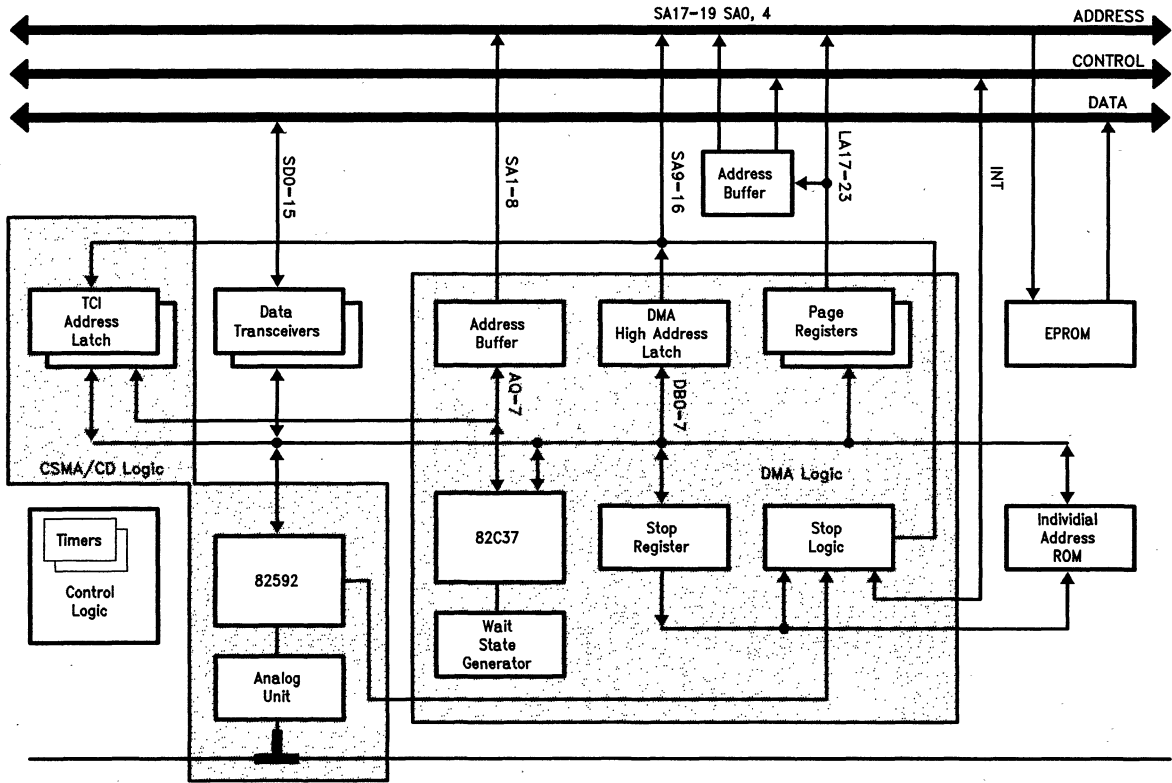 SA17-19 SA0, 4
ADDRESS
CONTROL
DATA
SD0-15
SA1-8
SA9-16
Address
Buffer
LA17-23
INT
TCI
Address
Latch
Data
Transceivers
Address
Buffer
DMA
High Address
Latch
Page
Registers
EPROM
AQ-7
DB0-7
CSMA/CD Logic
DMA Logic
Timers
Control
Logic
82592
82C37
Stop
Register
Stop
Logic
Individial
Address
ROM
Wait
State
Generator
Analog
Unit